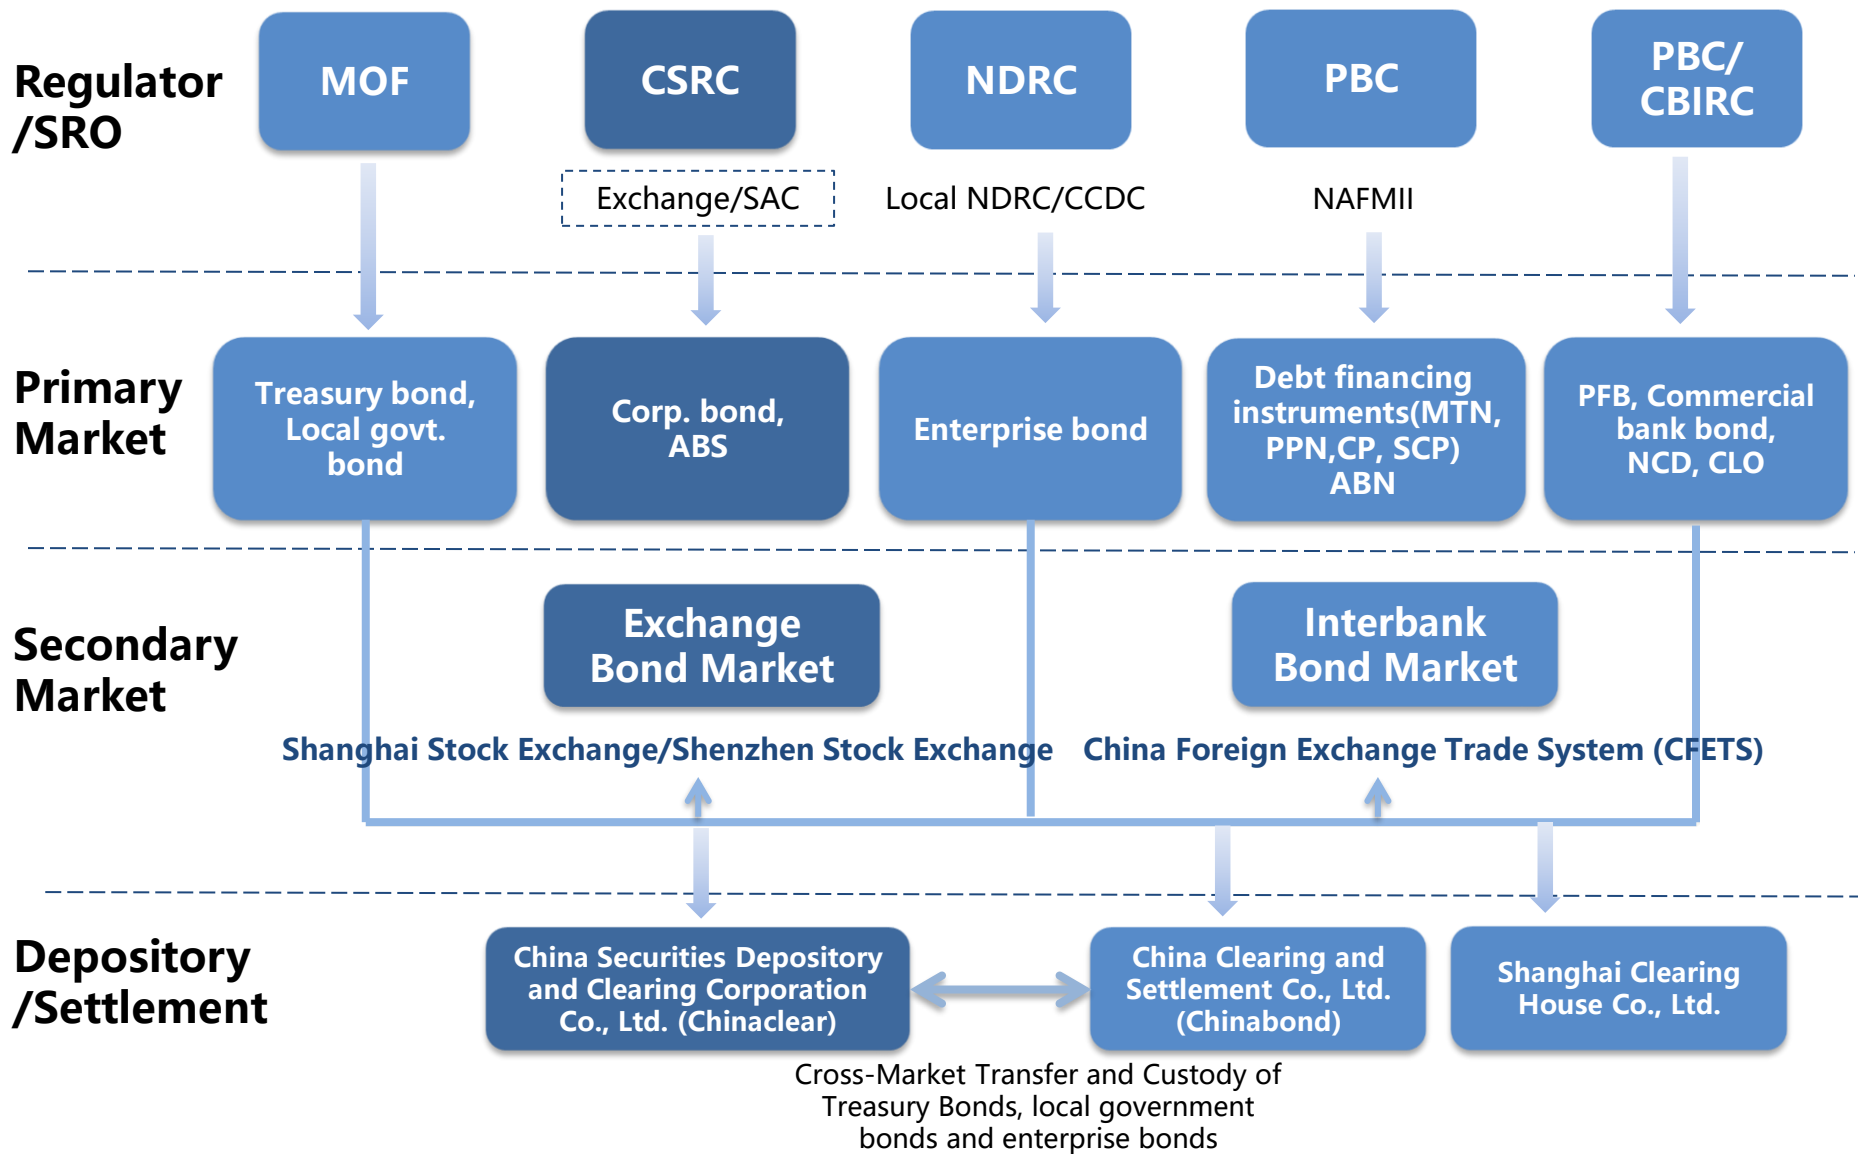 Regulator
/SRO
MOF
CSRC
NDRC
PBC
PBC/
CBIRC
Exchange/SAC
Local NDRC/CCDC
NAFMII
Primary
Market
Treasury bond,
Local govt.
bond
Corp. bond,
ABS
Enterprise bond
Debt financing
instruments(MTN,
PPN,CP, SCP)
ABN
PFB, Commercial
bank bond,
NCD, CLO
Secondary
Market
Exchange
Bond Market
Interbank
Bond Market
Shanghai Stock Exchange/Shenzhen Stock Exchange
China Foreign Exchange Trade System (CFETS)
Depository
/Settlement
China Securities Depository
and Clearing Corporation
Co., Ltd. (Chinaclear)
China Clearing and
Settlement Co., Ltd.
(Chinabond)
Shanghai Clearing
House Co., Ltd.
Cross-Market Transfer and Custody of
Treasury Bonds, local government
bonds and enterprise bonds